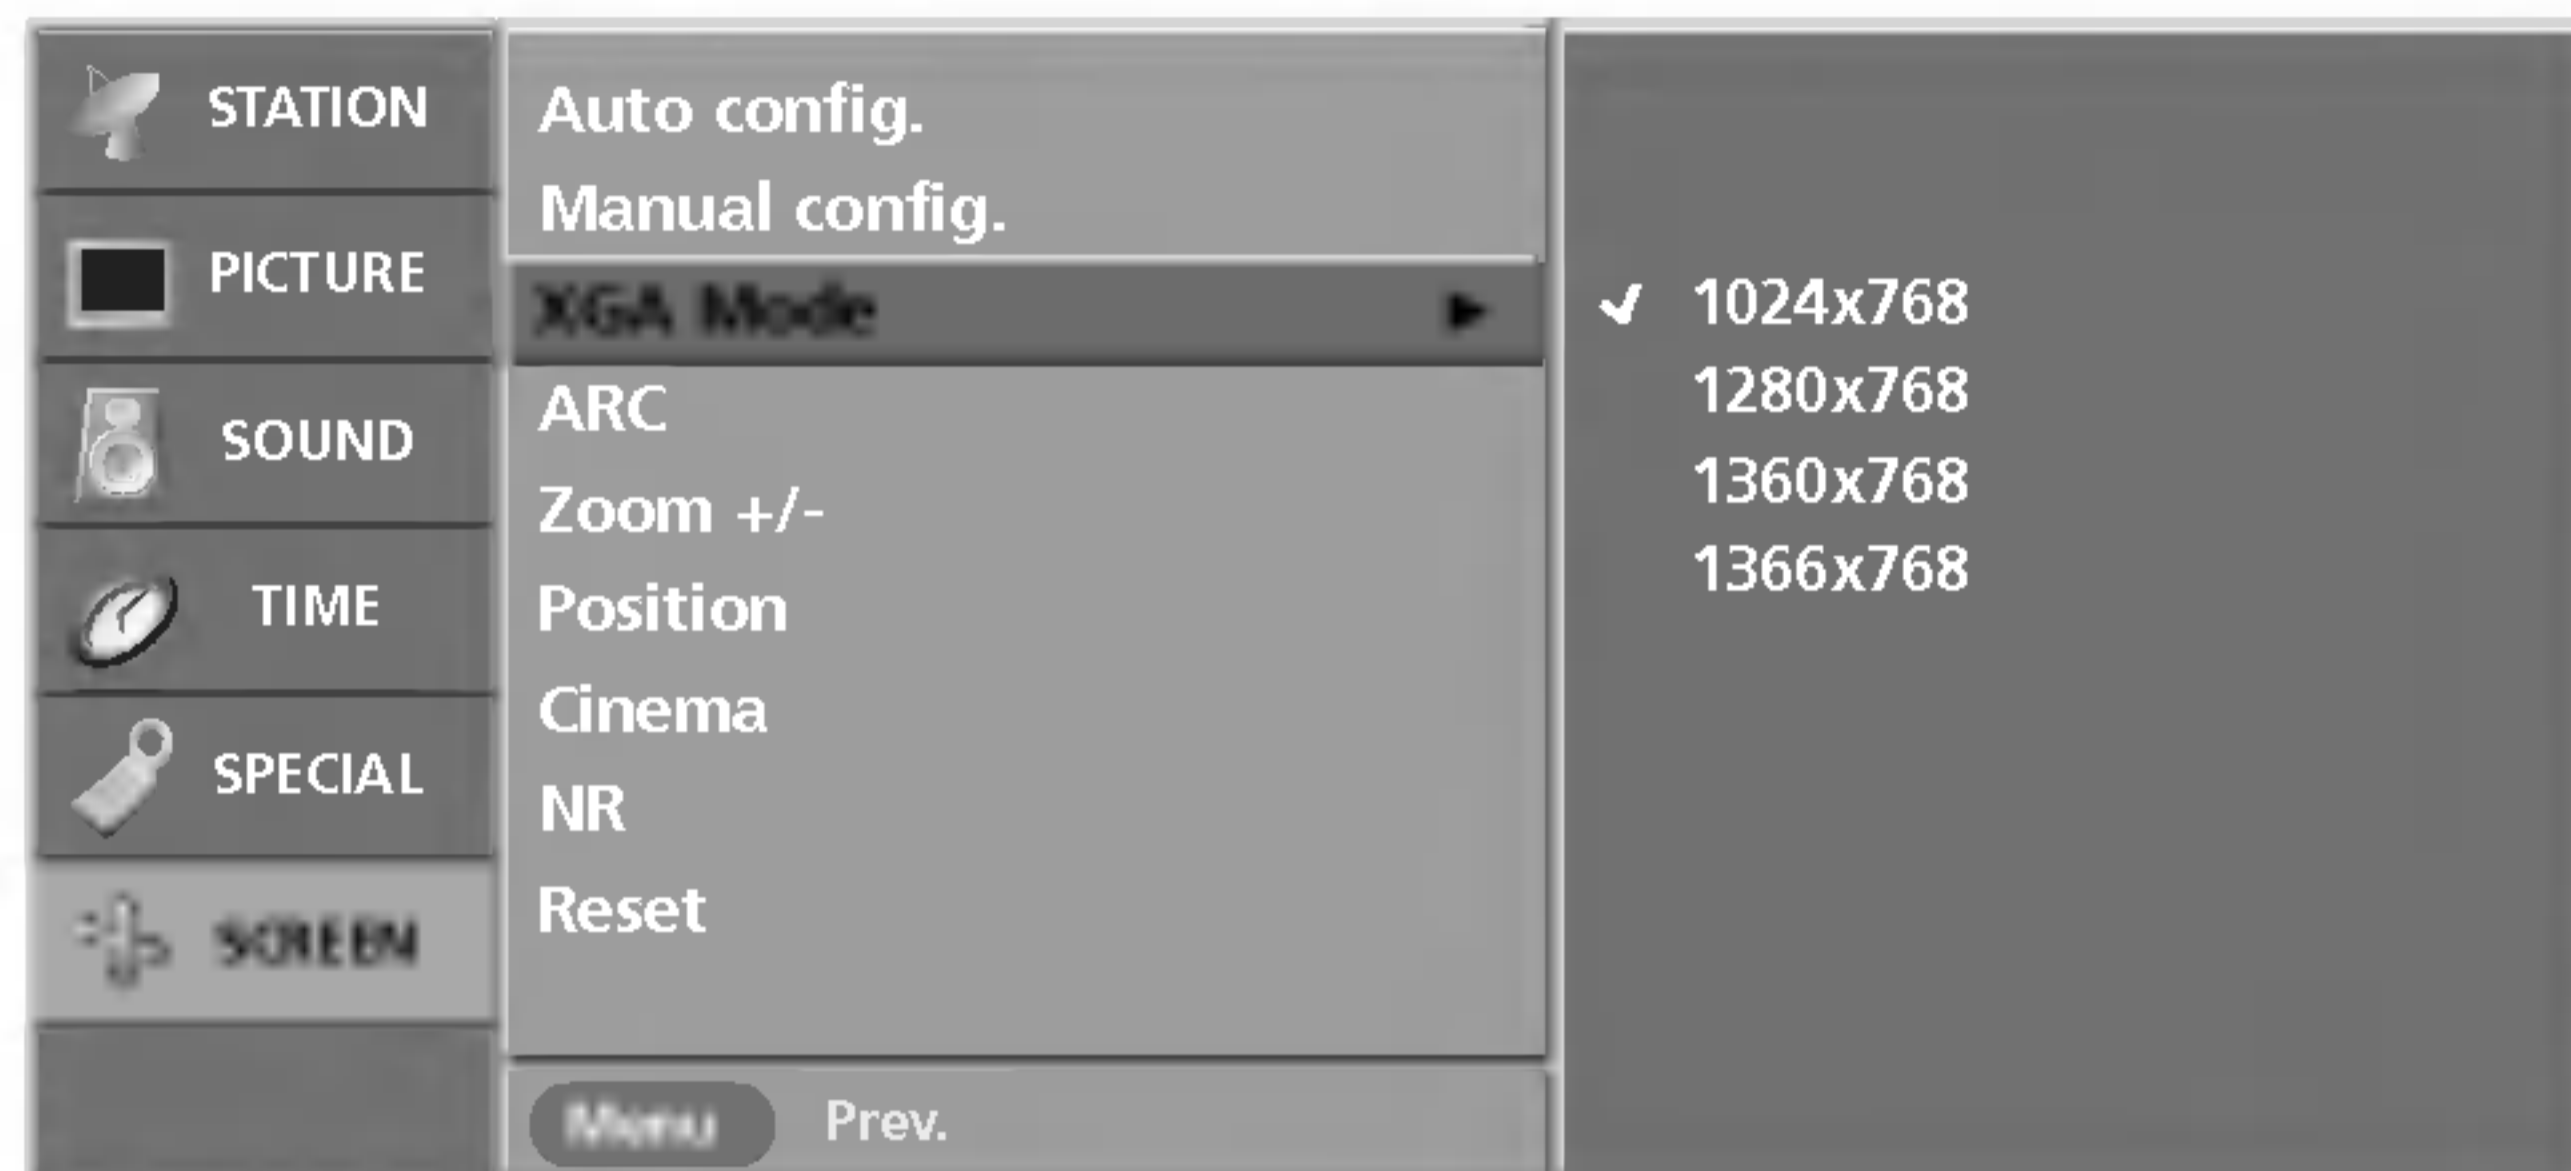 STATION
PICTURE
SOUND
TIME
SPECIAL
SCREEN
Auto config.
Manual config.
XGA Mode
ARC
Zoom +/-
Position
Cinema
NR
Reset
Menu Prev.
1024x768
1280x768
1360x768
1366x768